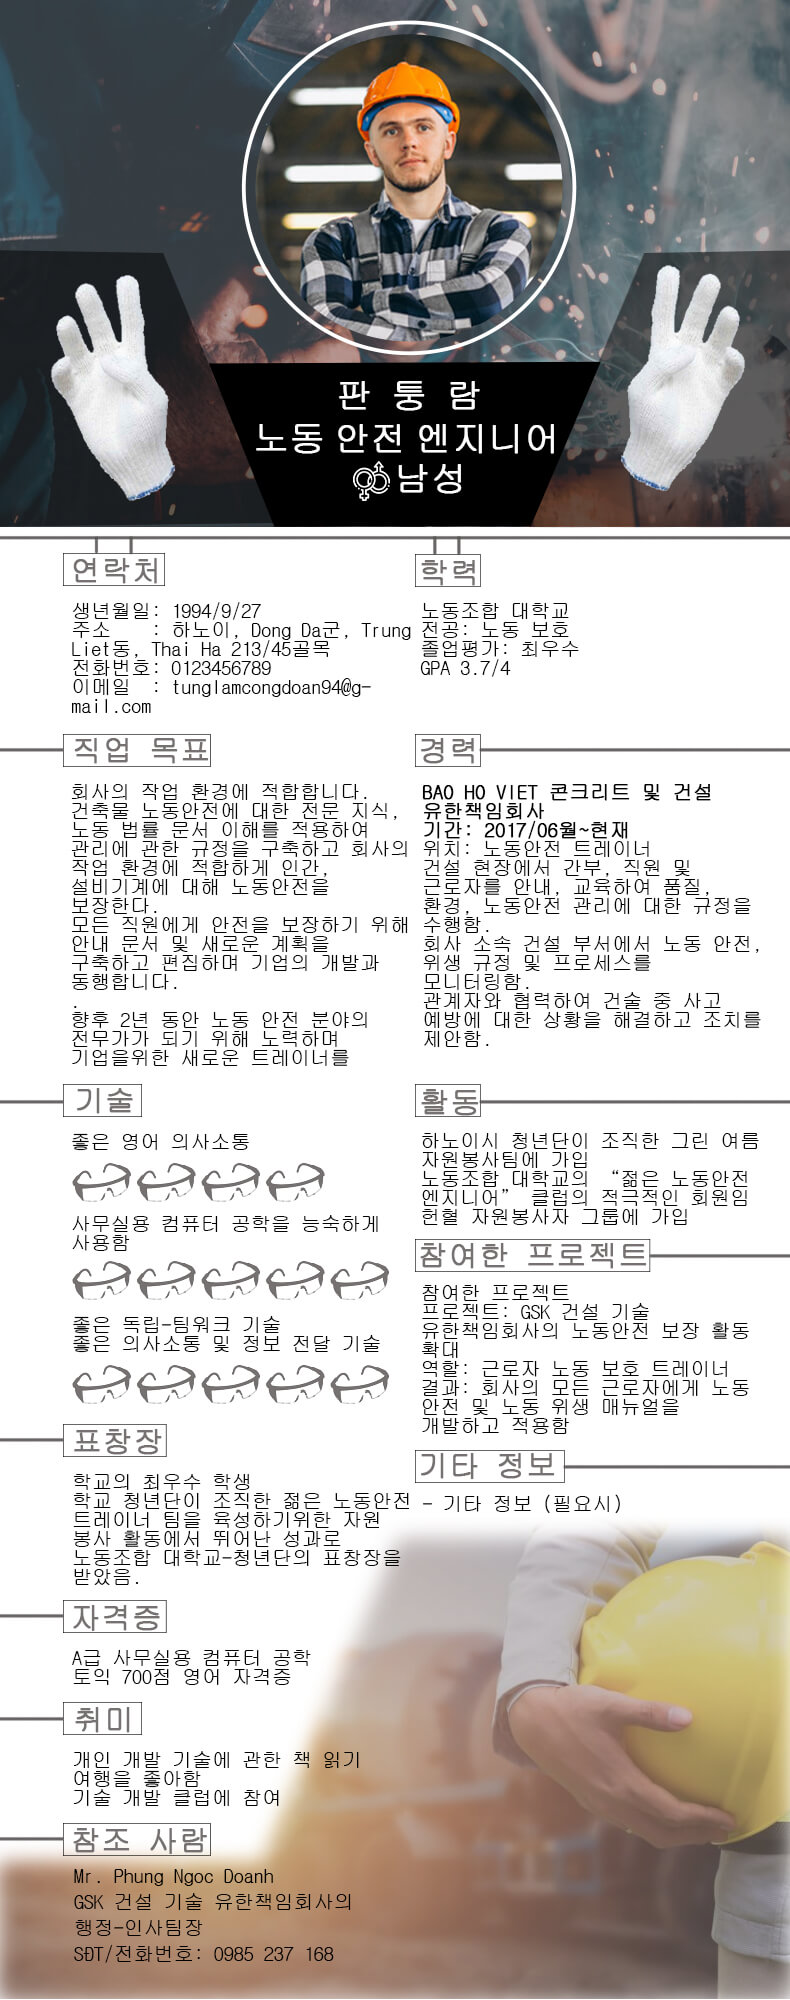 판 퉁 람
노동 안전 엔지니어
남성
연락처
생년월일: 1994/9/27
주소 : 하노이, Dong Da군, Trung
Liet동, Thai Ha 213/45골목
전화번호: 0123456789
이메일 : tunglamcongdoan94@g-
mail.com
직업 목표
회사의 작업 환경에 적합합니다.
건축물 노동안전에 대한 전문 지식,
노동 법률 문서 이해를 적용하여
관리에 관한 규정을 구축하고 회사의
작업 환경에 적합하게 인간,
설비기계에 대해 노동안전을
보장한다.
모든 직원에게 안전을 보장하기 위해
안내 문서 및 새로운 계획을
구축하고 편집하며 기업의 개발과
동행합니다.
.
향후 2년 동안 노동 안전 분야의
전무가가 되기 위해 노력하며
기업을위한 새로운 트레이너를
기술
좋은 영어 의사소통
사무실용 컴퓨터 공학을 능숙하게
사용함
좋은 독립-팀워크 기술
좋은 의사소통 및 정보 전달 기술
표창장
학교의 최우수 학생
학교 청년단이 조직한 젊은 노동안전
트레이너 팀을 육성하기위한 자원
봉사 활동에서 뛰어난 성과로
노동조합 대학교-청년단의 표창장을
받았음.
자격증
A급 사무실용 컴퓨터 공학
토익 700점 영어 자격증
취미
개인 개발 기술에 관한 책 읽기
여행을 좋아함
기술 개발 클럽에 참여
참조 사람
Mr. Phung Ngoc Doanh
GSK 건설 기술 유한책임회사의
행정-인사팀장
SĐT/전화번호: 0985 237 168
학력
노동조합 대학교
전공: 노동 보호
졸업평가: 최우수
GPA 3.7/4
경력
BAO HO VIET 콘크리트 및 건설
유한책임회사
기간: 2017/06월~현재
위치: 노동안전 트레이너
건설 현장에서 간부, 직원 및
근로자를 안내, 교육하여 품질,
환경, 노동안전 관리에 대한 규정을
수행함.
회사 소속 건설 부서에서 노동 안전,
위생 규정 및 프로세스를
모니터링함.
관계자와 협력하여 건술 중 사고
예방에 대한 상황을 해결하고 조치를
제안함.
활동
하노이시 청년단이 조직한 그린 여름
자원봉사팀에 가입
노동조합 대학교의 “젊은 노동안전
엔지니어” 클럽의 적극적인 회원임
헌혈 자원봉사자 그룹에 가입
참여한 프로젝트
참여한 프로젝트
프로젝트: GSK 건설 기술
유한책임회사의 노동안전 보장 활동
확대
역할: 근로자 노동 보호 트레이너
결과: 회사의 모든 근로자에게 노동
안전 및 노동 위생 매뉴얼을
개발하고 적용함
기타 정보
- 기타 정보 (필요시)